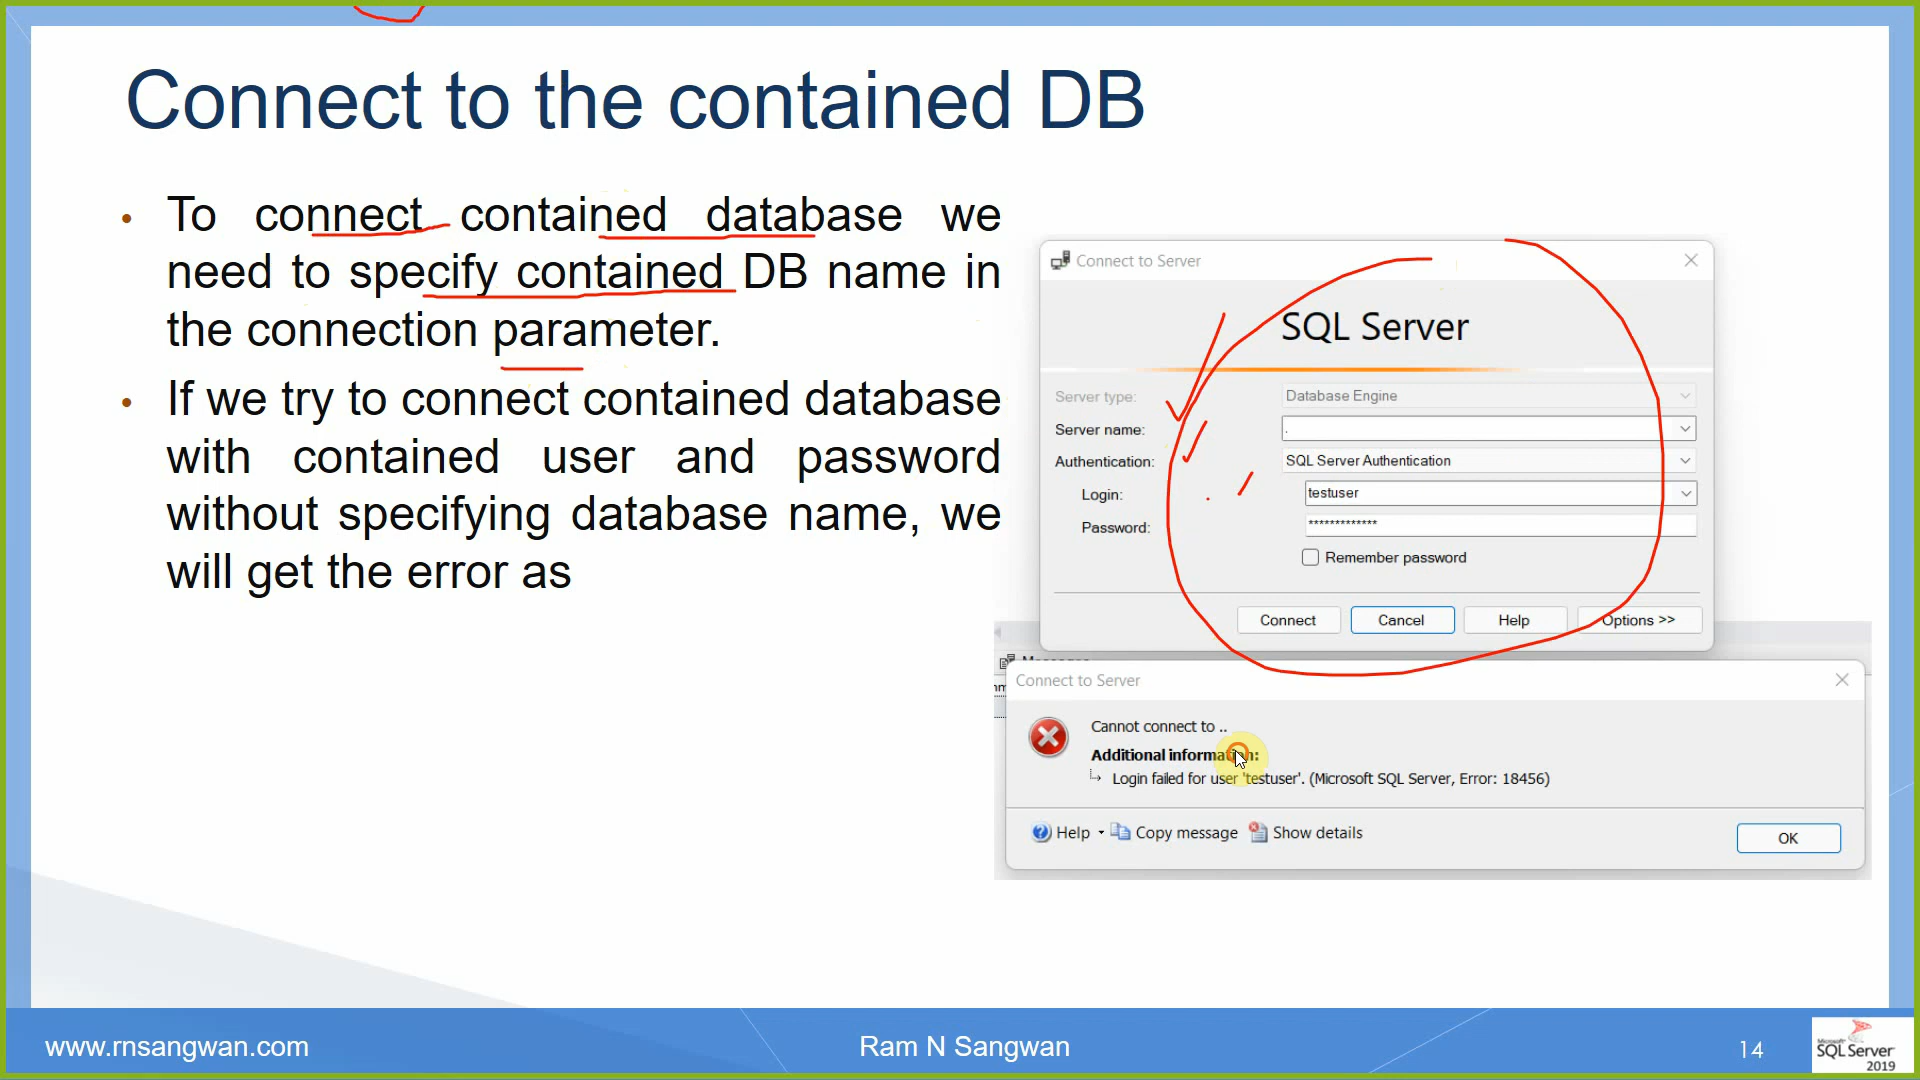 Connect to the contained DB
• To connect contained database we
need to specify contained DB name in
the connection parameter.
• If we try to connect contained database
with contained user and password
without specifying database name, we
will get the error as
Connect to Server
SQL Server
Server type: Database Engine
Server name: .
Authentication: SQL Server Authentication
Login: testuser
Password: *************
Remember password
Connect Cancel Help Options >>
Connect to Server
Cannot connect to ..
Additional information:
Login failed for user 'testuser'. (Microsoft SQL Server, Error: 18456)
Help Copy message Show details
OK
www.rnsangwan.com
Ram N Sangwan
14
Microsoft
SQL Server
2019